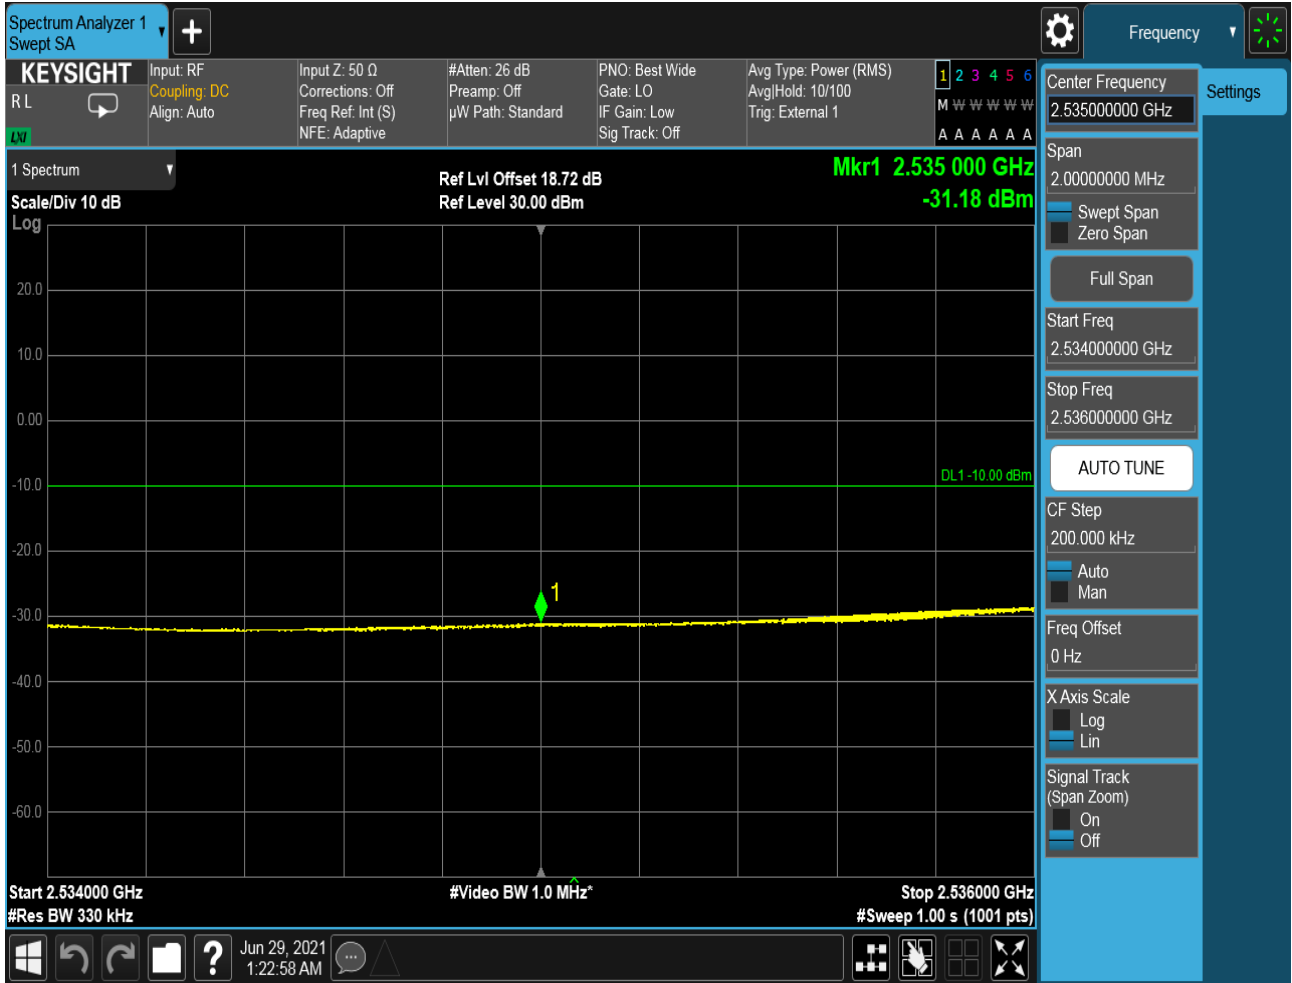 Spectrum Analyzer 1
Swept SA
Frequency
KEYSIGHT
R L
LXI
Input: RF
Coupling: DC
Align: Auto
Input Z: 50 Ω
Corrections: Off
Freq Ref: Int (S)
NFE: Adaptive
#Atten: 26 dB
Preamp: Off
µW Path: Standard
PNO: Best Wide
Gate: LO
IF Gain: Low
Sig Track: Off
Avg Type: Power (RMS)
Avg|Hold: 10/100
Trig: External 1
1 2 3 4 5 6
M W W W W W
A A A A A A
1 Spectrum
Scale/Div 10 dB
Log
Ref Lvl Offset 18.72 dB
Ref Level 30.00 dBm
Mkr1 2.535 000 GHz
-31.18 dBm
20.0
10.0
0.00
-10.0
-20.0
-30.0
-40.0
-50.0
-60.0
DL1 -10.00 dBm
1
Start 2.534000 GHz
#Res BW 330 kHz
#Video BW 1.0 MHz*
Stop 2.536000 GHz
#Sweep 1.00 s (1001 pts)
Jun 29, 2021
1:22:58 AM
Center Frequency
2.535000000 GHz
Settings
Span
2.00000000 MHz
Swept Span
Zero Span
Full Span
Start Freq
2.534000000 GHz
Stop Freq
2.536000000 GHz
AUTO TUNE
CF Step
200.000 kHz
Auto
Man
Freq Offset
0 Hz
X Axis Scale
Log
Lin
Signal Track
(Span Zoom)
On
Off